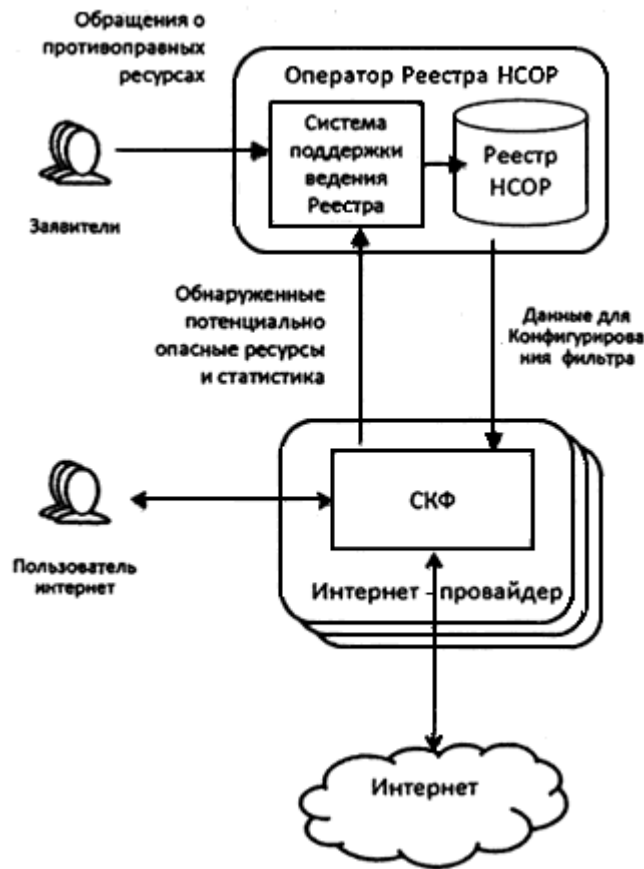 Обращения о
противоправных
ресурсах
Оператор Реестра НСОР
Система
поддержки
ведения
Реестра
Реестр
НСОР
Заявители
Обнаруженные
потенциально
опасные ресурсы
и статистика
Данные для
Конфигурирова
ния фильтра
СКФ
Пользователь
интернет
Интернет - провайдер
Интернет